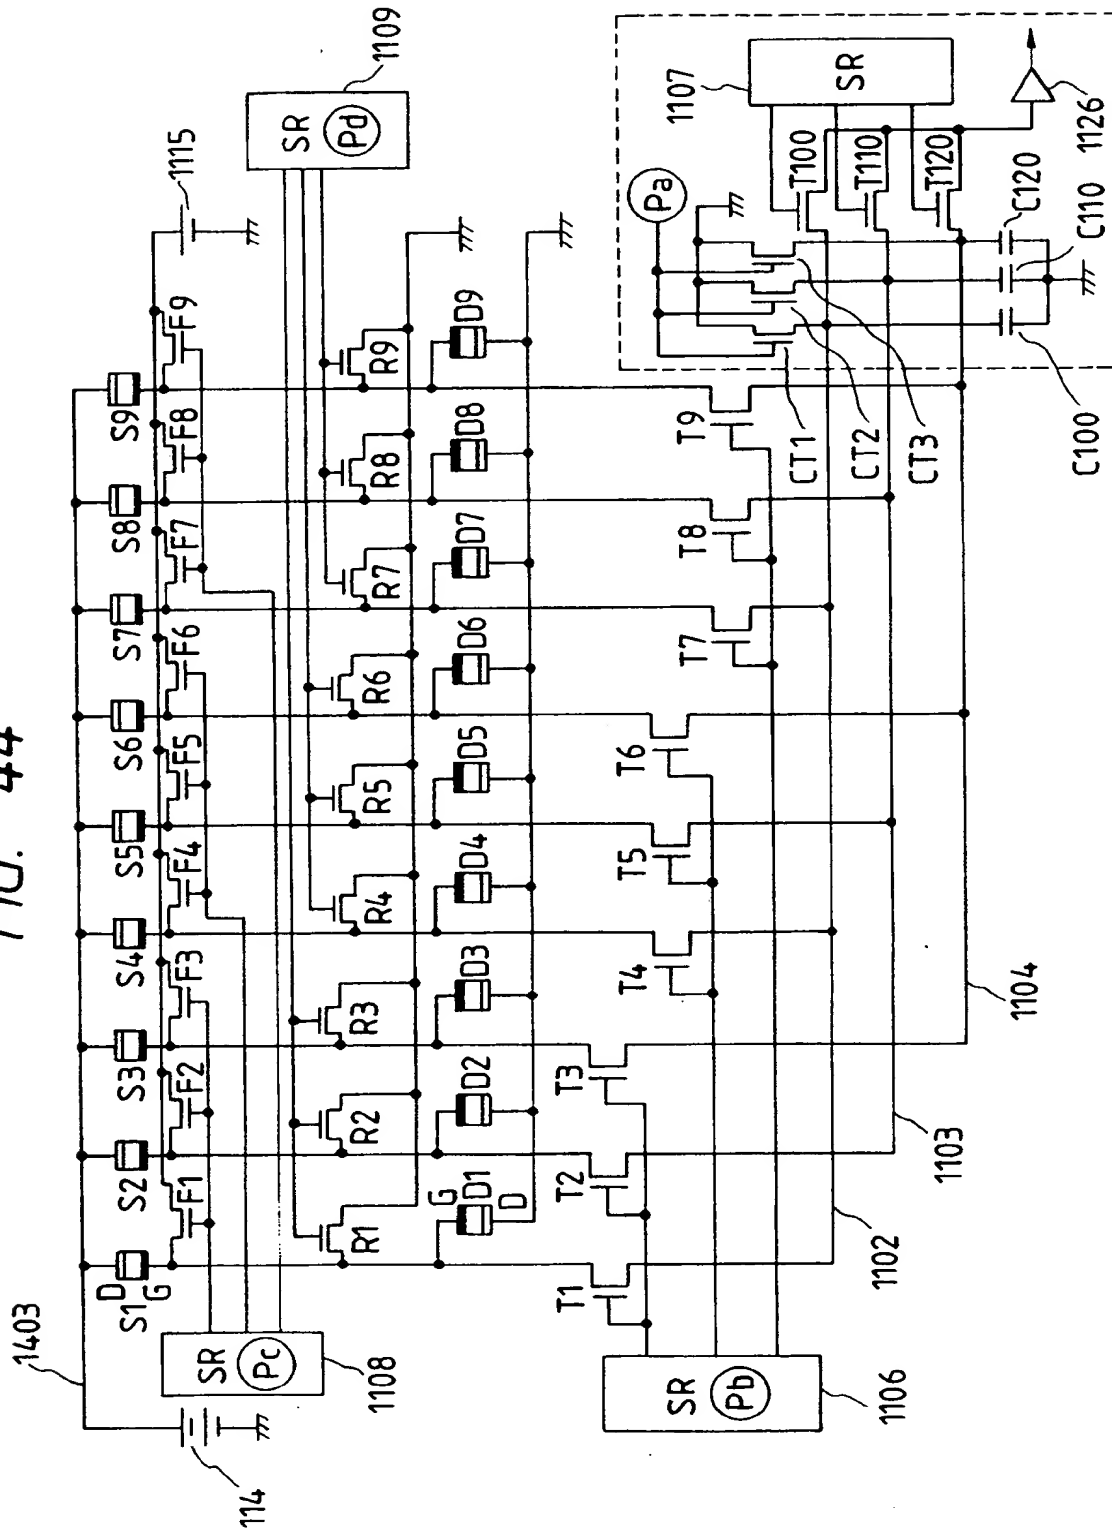 FIG. 44
1403
114
S1 S2 S3 S4 S5 S6 S7 S8 S9
D
G
F1 F2 F3 F4 F5 F6 F7 F8 F9
1115
SR
Pc
1108
SR
Pd
1109
R1 R2 R3 R4 R5 R6 R7 R8 R9
G
D1 D2 D3 D4 D5 D6 D7 D8 D9
D
T1 T2 T3 T4 T5 T6 T7 T8 T9
SR
Pb
1106
1102
1103
1104
Pa
1107
SR
T100
T110
T120
CT1
CT2
CT3
C100
C110
C120
1126